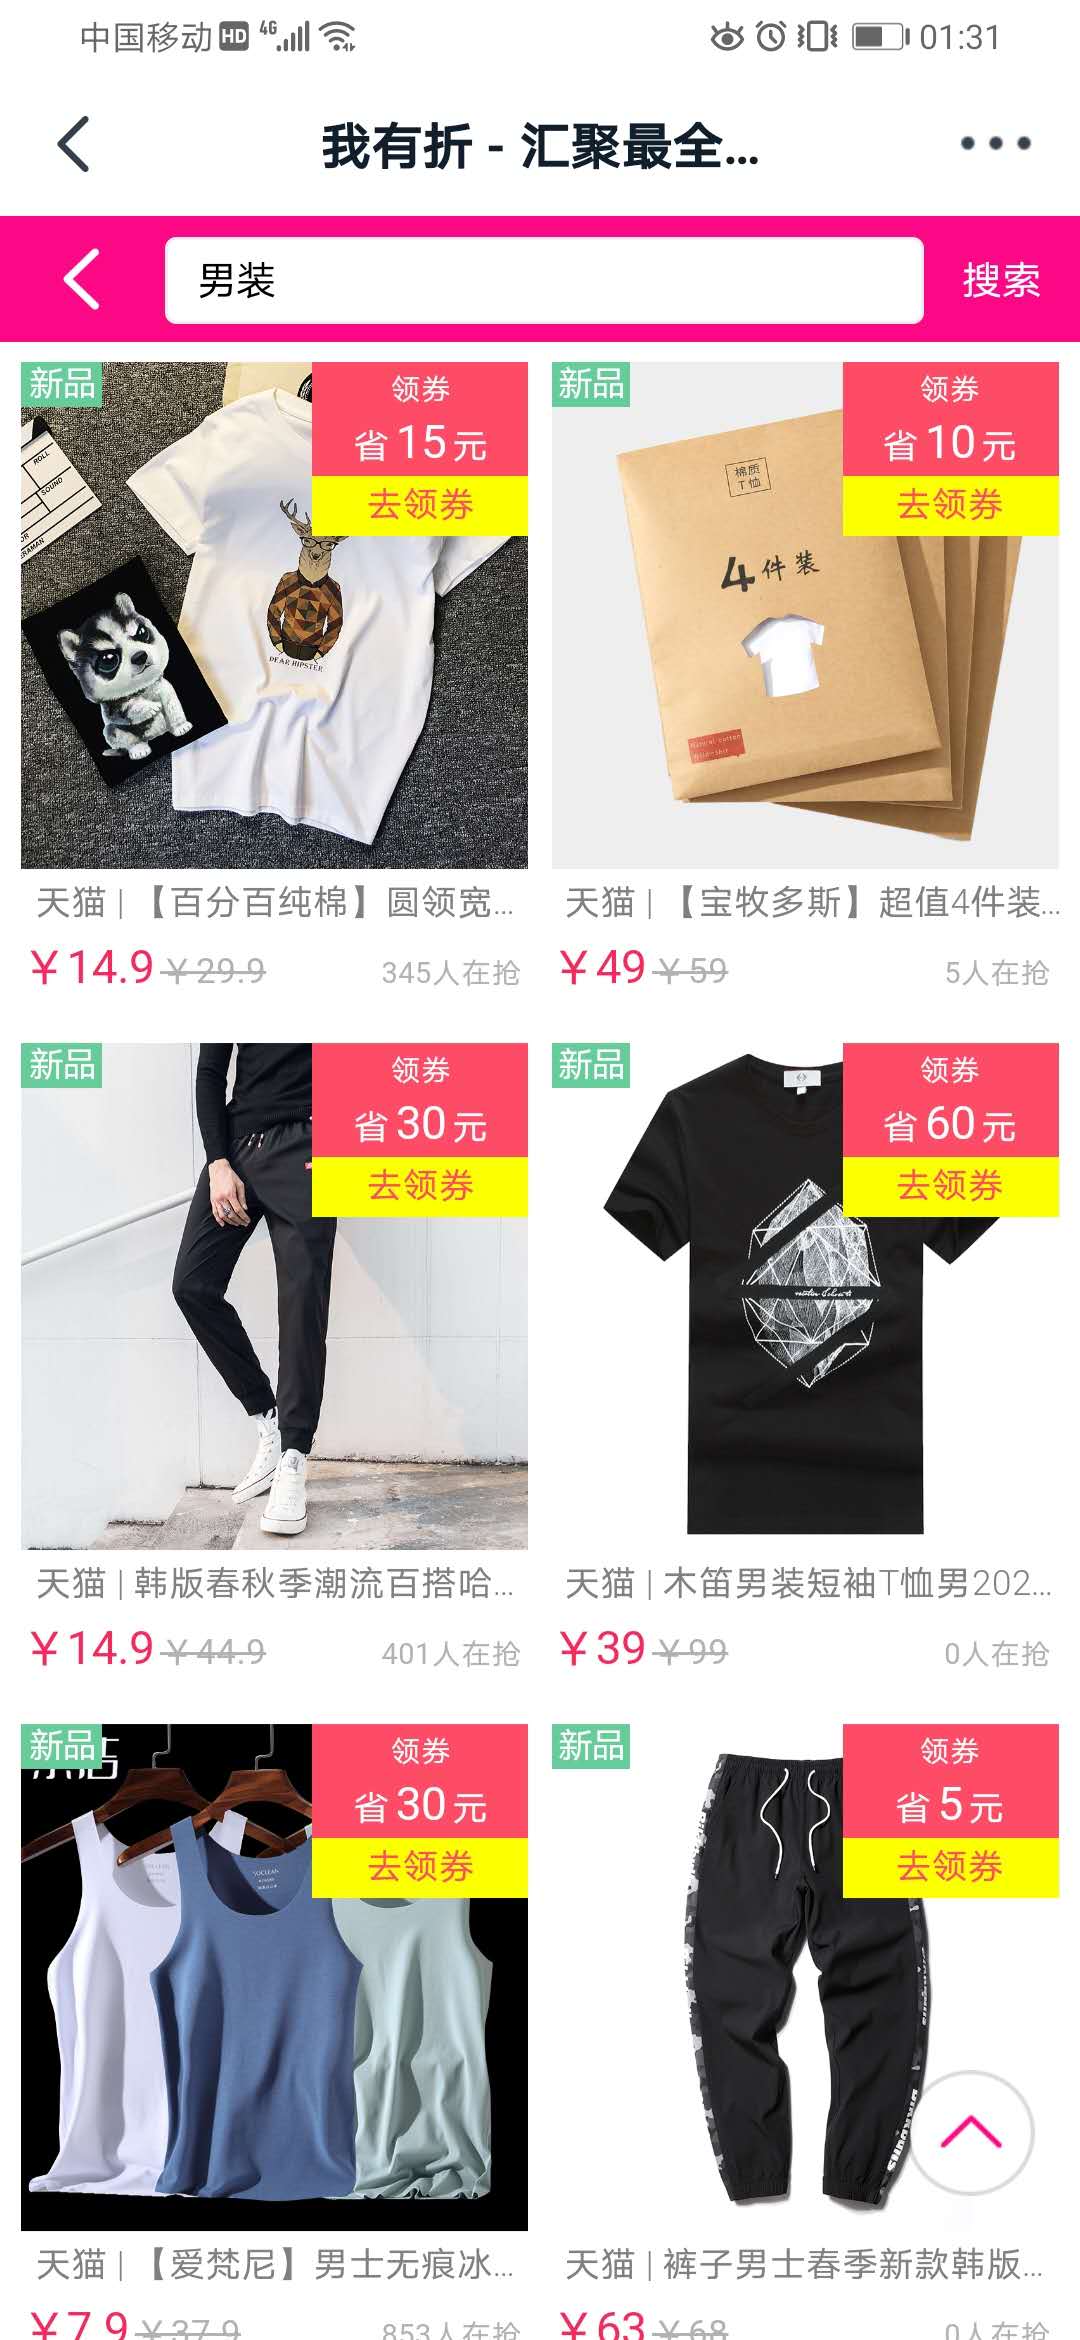 中国移动 HD 4G 01:31
我有折 - 汇聚最全...
男装 搜索
新品
领券
省15元
去领券
ROLL
SOUND
DEAR HIPSTER
天猫 | 【百分百纯棉】圆领宽...
￥14.9 ￥29.9 345人在抢
新品
领券
省10元
去领券
棉质
T恤
4件装
Natural cotton
天猫 | 【宝牧多斯】超值4件装...
￥49 ￥59 5人在抢
新品
领券
省30元
去领券
天猫 | 韩版春秋季潮流百搭哈...
￥14.9 ￥44.9 401人在抢
新品
领券
省60元
去领券
天猫 | 木笛男装短袖T恤男202...
￥39 ￥99 0人在抢
新品
领券
省30元
去领券
SOCLEAN
天猫 | 【爱梵尼】男士无痕冰...
￥7.9 ￥37.9 853人在抢
新品
领券
省5元
去领券
天猫 | 裤子男士春季新款韩版...
￥63 ￥68 0人在抢